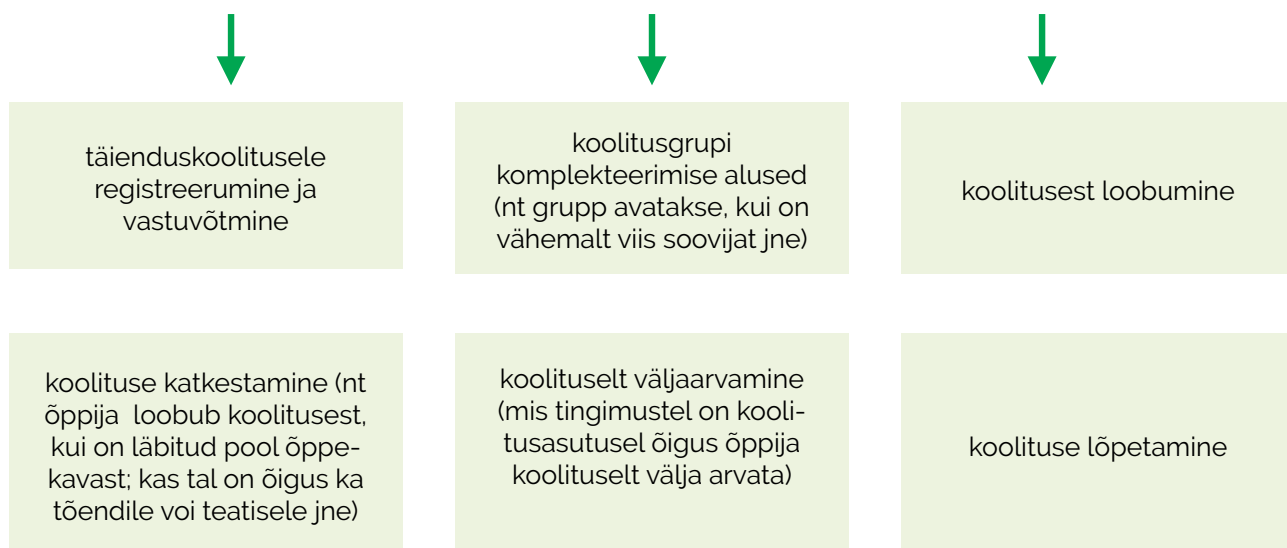 täienduskoolitusele
registreerumine ja
vastuvõtmine
koolitusgrupi
komplekteerimise alused
(nt grupp avatakse, kui on
vähemalt viis soovijat jne)
koolitusest loobumine
koolituse katkestamine (nt
õppija loobub koolitusest,
kui on läbitud pool õppe-
kavast; kas tal on õigus ka
tõendile voi teatisele jne)
koolituselt väljaarvamine
(mis tingimustel on kooli-
tusasutusel õigus õppija
koolituselt välja arvata)
koolituse lõpetamine